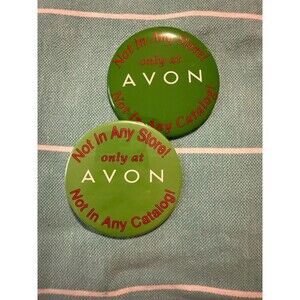 Not In Any Store!
only at
AVON
Not In Any Catalog!
Not In Any Store!
only at
AVON
Not In Any Catalog!